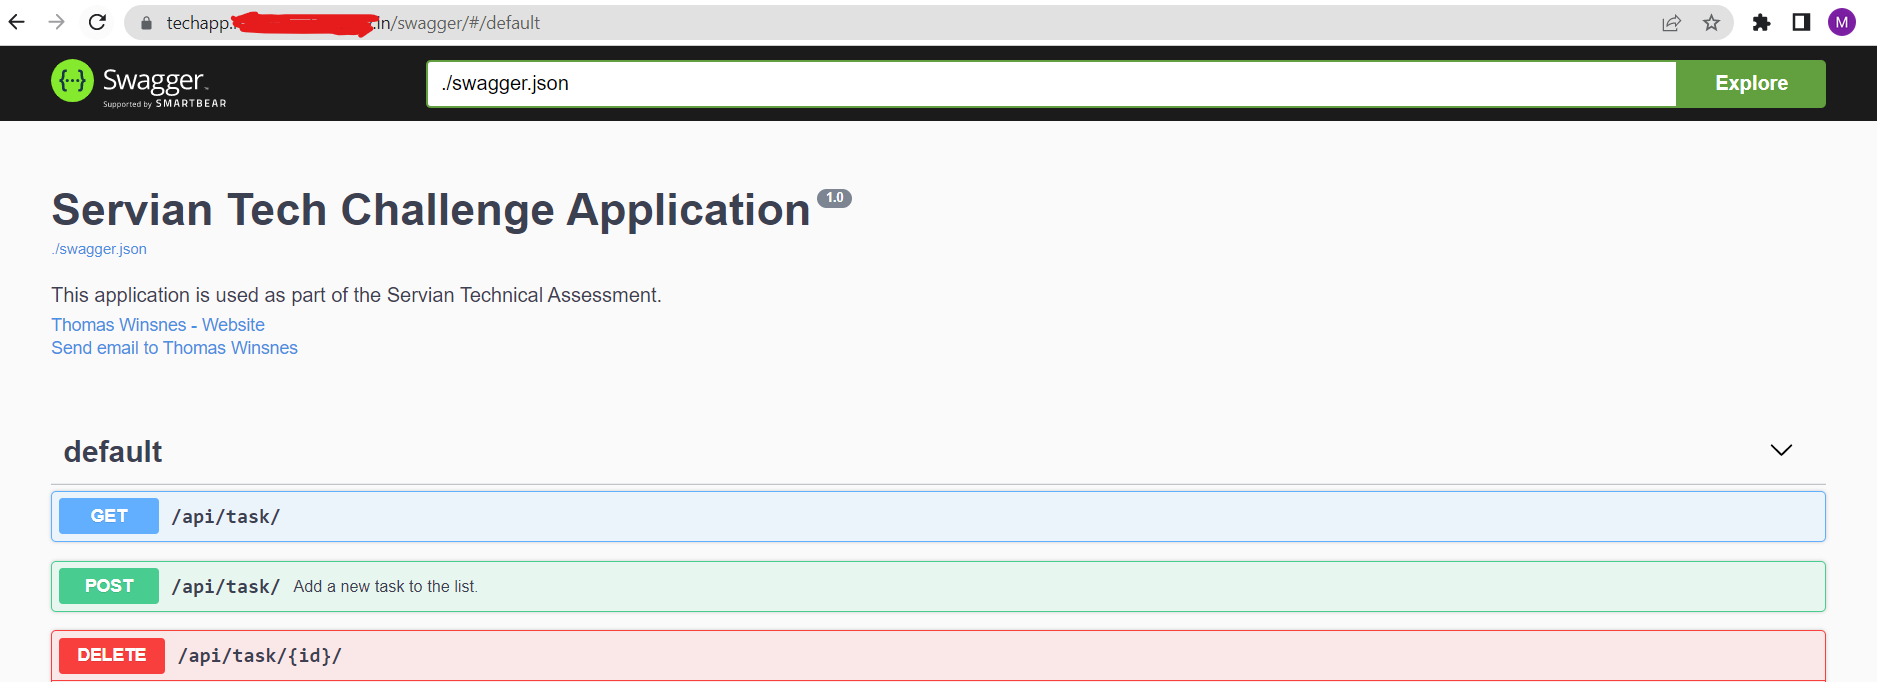 techapp. in/swagger/#/default
M
{···} Swagger™
Supported by SMARTBEAR
./swagger.json
Explore
Servian Tech Challenge Application 1.0
./swagger.json
This application is used as part of the Servian Technical Assessment.
Thomas Winsnes - Website
Send email to Thomas Winsnes
default
GET /api/task/
POST /api/task/ Add a new task to the list.
DELETE /api/task/{id}/